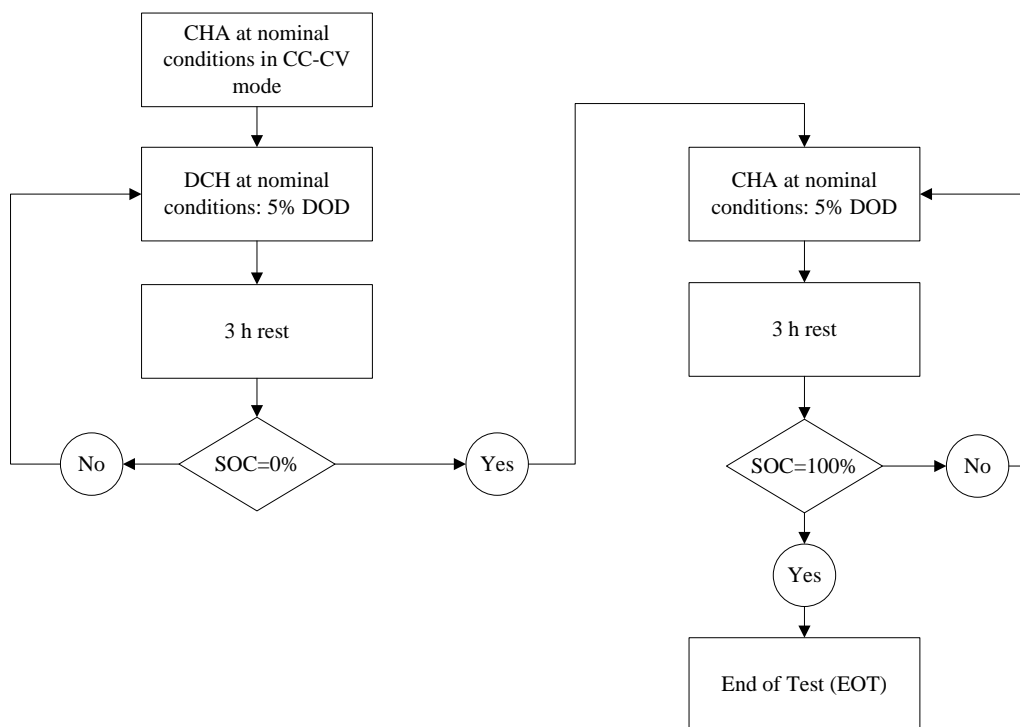 CHA at nominal
conditions in CC-CV
mode
DCH at nominal
conditions: 5% DOD
3 h rest
SOC=0%
No
Yes
CHA at nominal
conditions: 5% DOD
3 h rest
SOC=100%
No
Yes
End of Test (EOT)